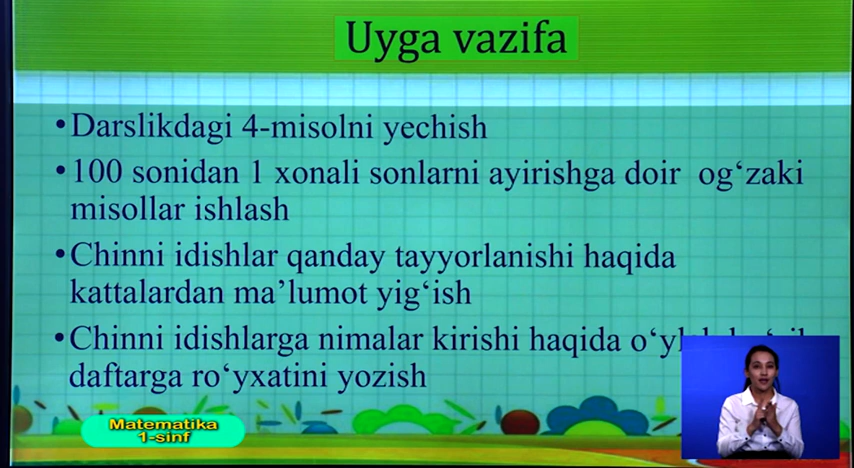 Uyga vazifa
•Darslikdagi 4-misolni yechish
•100 sonidan 1 xonali sonlarni ayirishga doir og‘zaki
misollar ishlash
•Chinni idishlar qanday tayyorlanishi haqida
kattalardan ma’lumot yig‘ish
•Chinni idishlarga nimalar kirishi haqida
daftarga ro‘yxatini yozish
Matematika
1-sinf